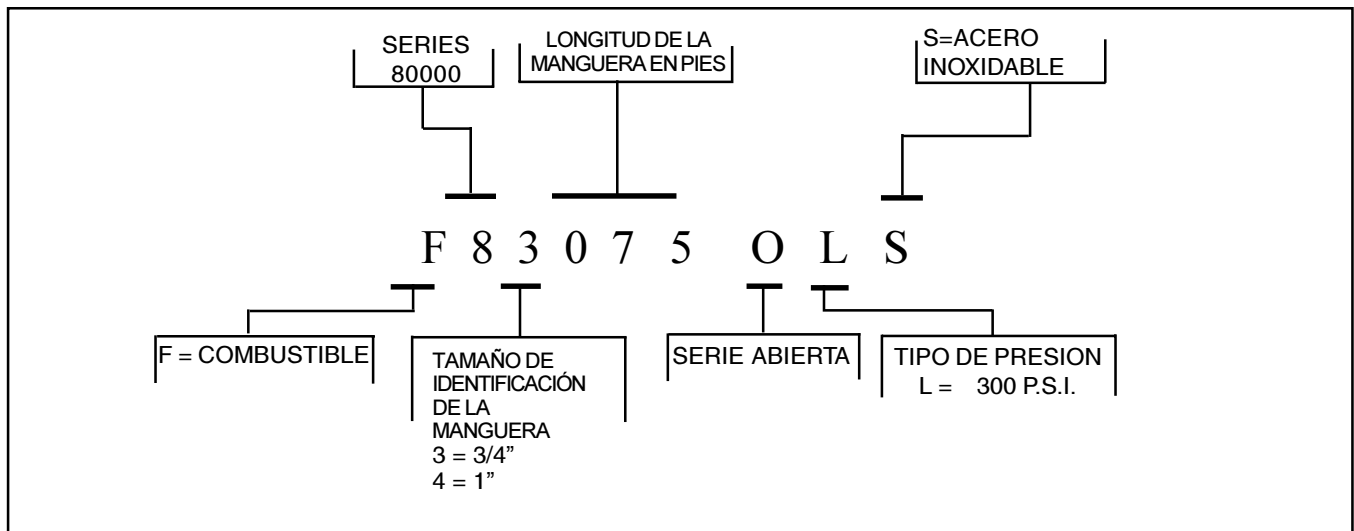 SERIES
80000
LONGITUD DE LA
MANGUERA EN PIES
S=ACERO
INOXIDABLE
F 8 3 0 7 5 O L S
F = COMBUSTIBLE
TAMAÑO DE
IDENTIFICACIÓN
DE LA
MANGUERA
3 = 3/4”
4 = 1”
SERIE ABIERTA
TIPO DE PRESION
L = 300 P.S.I.